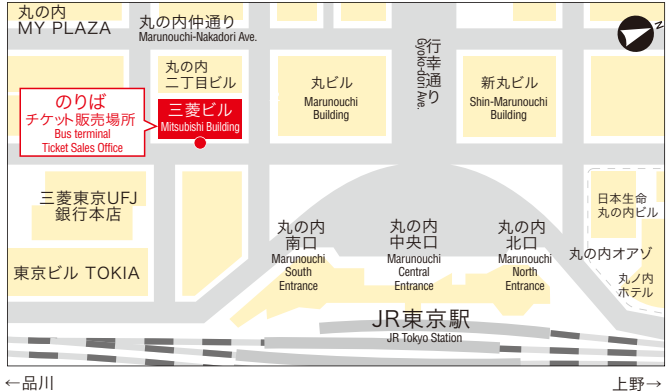 丸の内
MY PLAZA
丸の内仲通り
Marunouchi-Nakadori Ave.
行幸通り
Gyoko-dori Ave.
N
丸の内
二丁目ビル
丸ビル
Marunouchi
Building
新丸ビル
Shin-Marunouchi
Building
のりば
チケット販売場所
Bus terminal
Ticket Sales Office
三菱ビル
Mitsubishi Building
三菱東京UFJ
銀行本店
東京ビル TOKIA
丸の内
南口
Marunouchi
South
Entrance
丸の内
中央口
Marunouchi
Central
Entrance
丸の内
北口
Marunouchi
North
Entrance
日本生命
丸の内ビル
丸の内オアゾ
丸ノ内
ホテル
JR東京駅
JR Tokyo Station
←品川
上野→